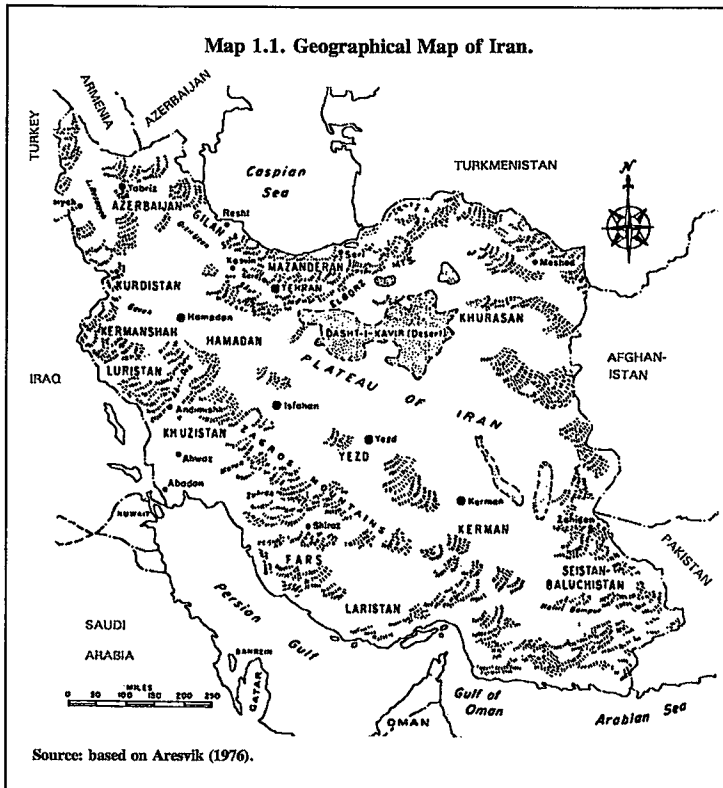 Map 1.1. Geographical Map of Iran.
ARMENIA
AZERBAIJAN
TURKEY
Caspian
Sea
TURKMENISTAN
N
Tabriz
AZERBAIJAN
GILAN
Resht
MAZANDERAN
Meshed
TEHRAN
ELBORZ
KURDISTAN
KHURASAN
Hamadan
KERMANSHAH
HAMADAN
DASHT-I-KAVIR (Desert)
AFGHAN-
ISTAN
LURISTAN
PLATEAU OF IRAN
IRAQ
Isfahan
KHUZISTAN
Yezd
YEZD
ZAGROS MOUNTAINS
Ahwaz
Abadan
Kerman
KUWAIT
KERMAN
Zahidan
Shiraz
PAKISTAN
FARS
SEISTAN-
BALUCHISTAN
LARISTAN
Persian Gulf
SAUDI
ARABIA
BAHREIN
QATAR
MILES
0 50 100 150 200 250
Gulf of
Oman
OMAN
Arabian Sea
Source: based on Aresvik (1976).